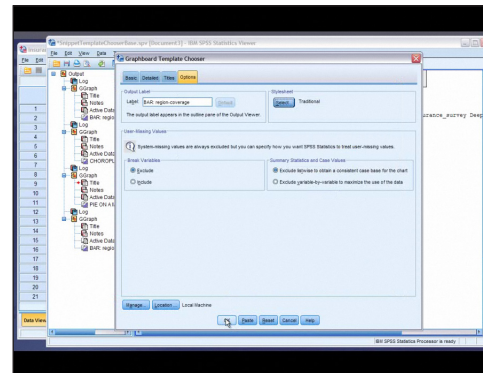 *SnippetTemplateChooserBase.spv [Document3] - IBM SPSS Statistics Viewer
File Edit View Data
Graphboard Template Chooser
Basic Detailed Titles Options
Output Label
Label: BAR: region-coverage Default
The output label appears in the outline pane of the Output Viewer
Stylesheet
Select... Traditional
User-Missing Values
System-missing values are always excluded but you can specify how you want SPSS Statistics to treat user-missing values.
Break Variables
Exclude
Include
Summary Statistics and Case Values
Exclude listwise to obtain a consistent case basis for the chart
Exclude variable-by-variable to maximize the use of the data
Manage... Location... Local Machine
Paste Reset Cancel Help
Output
Log
GGraph
Title
Notes
Active Data
BAR: regio
Log
GGraph
Title
Notes
Active Data
CHOROPL
Log
GGraph
Title
Notes
Active Data
PIE ON A
Log
GGraph
Title
Notes
Active Data
BAR: regio
File Edit
1
2
3
4
5
6
7
8
9
10
11
12
13
14
15
16
17
18
19
20
21
Data View
urance_survey Deep
IBM SPSS Statistics Processor is ready